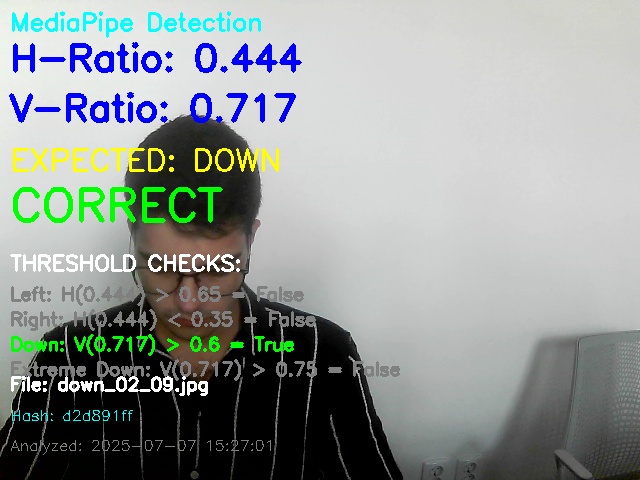 MediaPipe Detection
H-Ratio: 0.444
V-Ratio: 0.717
EXPECTED: DOWN
CORRECT
THRESHOLD CHECKS:
Left: H(0.444) > 0.65 = False
Right: H(0.444) < 0.35 = False
Down: V(0.717) > 0.6 = True
Extreme Down: V(0.717) > 0.75 = False
File: down_02_09.jpg
Hash: d2d891ff
Analyzed: 2025-07-07 15:27:01